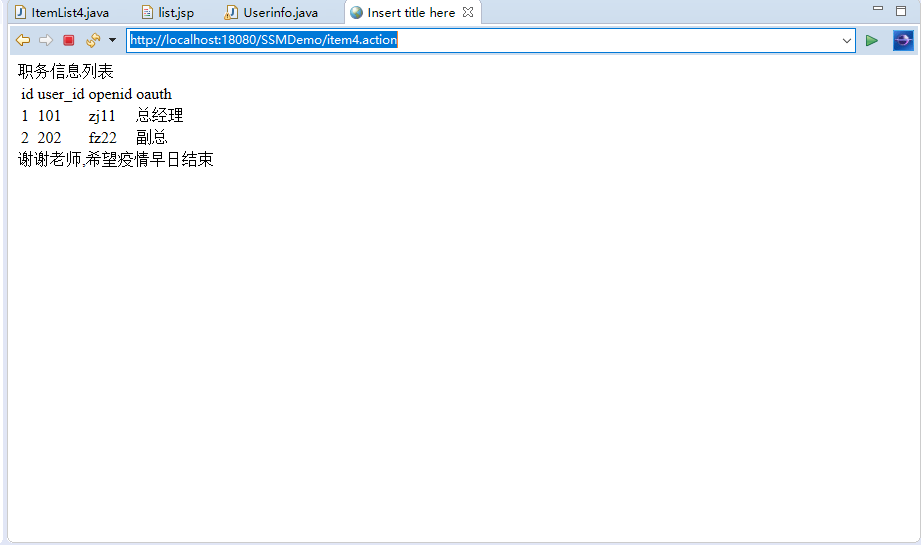 ItemList4.java list.jsp Userinfo.java Insert title here
http://localhost:18080/SSMDemo/item4.action
职务信息列表
id user_id openid oauth
1 101 zj11 总经理
2 202 fz22 副总
谢谢老师,希望疫情早日结束